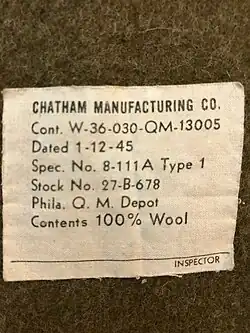 CHATHAM MANUFACTURING CO.
Cont. W-36-030-QM-13005
Dated 1-12-45
Spec. No. 8-111A Type 1
Stock No. 27-B-678
Phila. Q. M. Depot
Contents 100% Wool
INSPECTOR